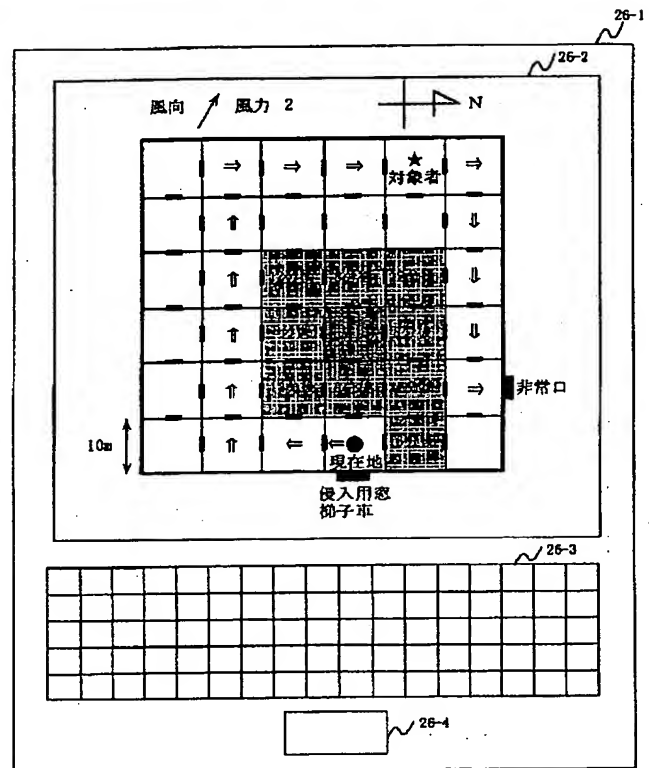 26-1
26-2
風向 風力 2
N
⇒ ⇒ ⇒ ★ ⇒
対象者
⇑ ⇓
⇑ ⇓
⇑ ⇓
⇑ ⇒ 非常口
10m
⇑ ⇐ ⇐ ●
現在地
侵入用窓
梯子車
26-3
26-4